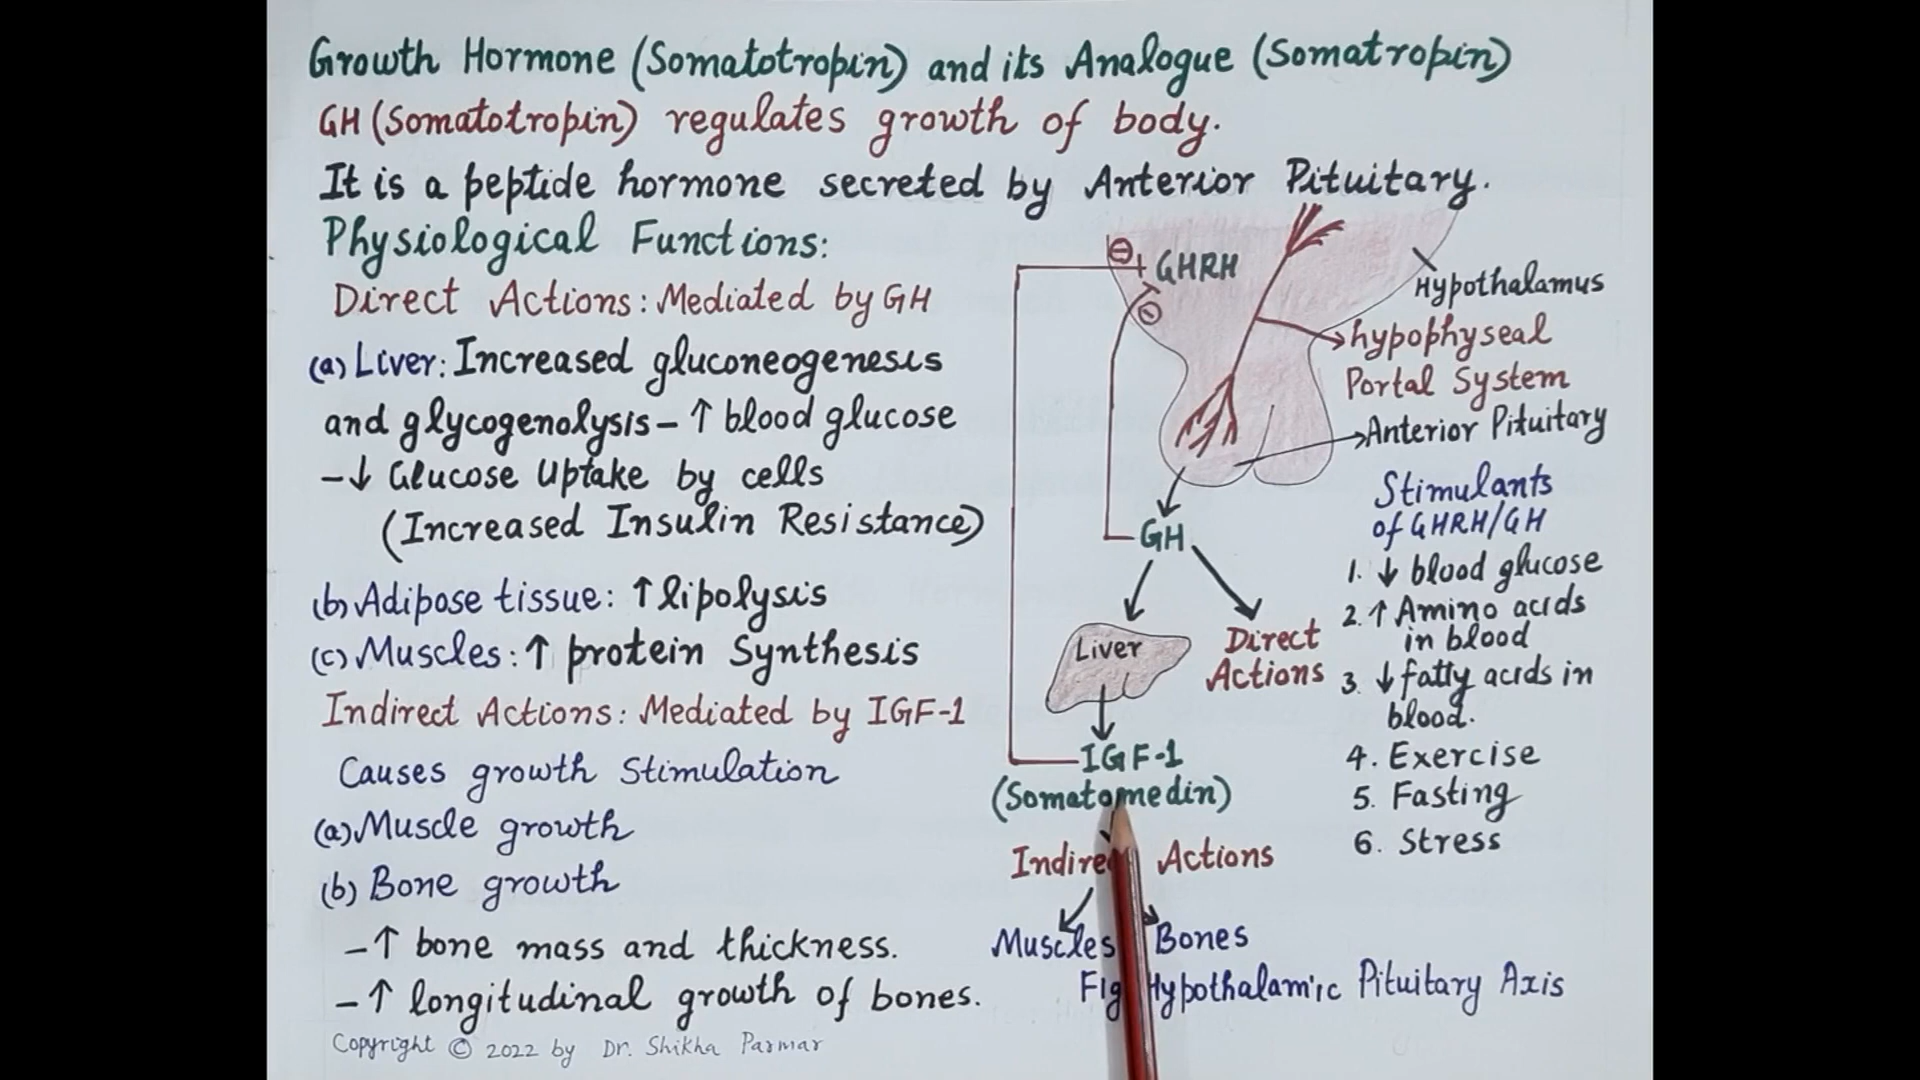 Growth Hormone (Somatotropin) and its Analogue (Somatropin)
GH (Somatotropin) regulates growth of body.
It is a peptide hormone secreted by Anterior Pituitary.
Physiological Functions:
Direct Actions: Mediated by GH
(a) Liver: Increased gluconeogenesis
and glycogenolysis - ↑ blood glucose
- ↓ Glucose Uptake by cells
(Increased Insulin Resistance)
(b) Adipose tissue: ↑ lipolysis
(c) Muscles: ↑ protein Synthesis
Indirect Actions: Mediated by IGF-1
Causes growth Stimulation
(a) Muscle growth
(b) Bone growth
- ↑ bone mass and thickness.
- ↑ longitudinal growth of bones.
Copyright © 2022 by Dr. Shikha Parmar
⊖
GHRH
⊖
Hypothalamus
hypophyseal
Portal System
Anterior Pituitary
GH
Liver
Direct
Actions
IGF-1
(Somatomedin)
Actions
Muscles Bones
Hypothalamic Pituitary Axis
Stimulants
of GHRH/GH
1. ↓ blood glucose
2. ↑ Amino acids
in blood
3. ↓ fatty acids in
blood.
4. Exercise
5. Fasting
6. Stress